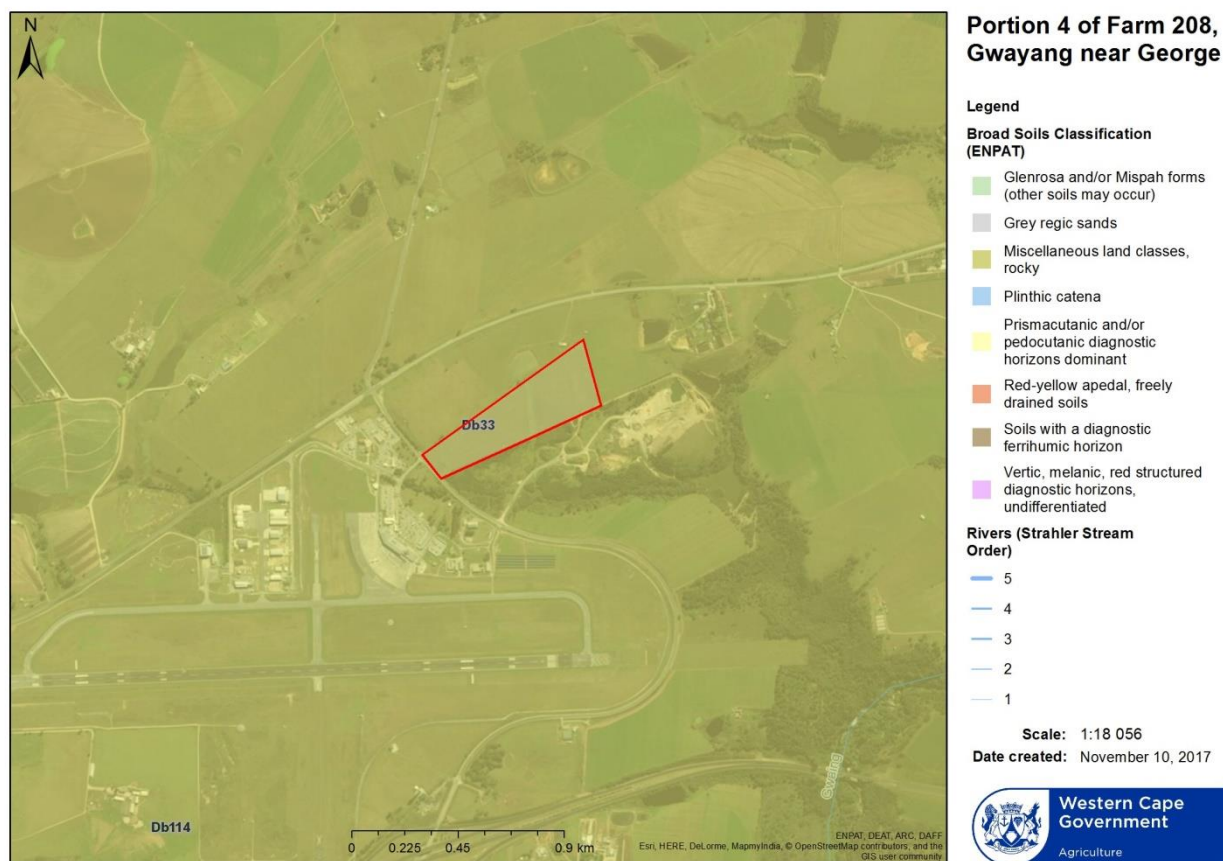 N
Db33
Db114
Gwaing
0 0.225 0.45 0.9 km
ENPAT, DEAT, ARC, DAFF
Esri, HERE, DeLorme, MapmyIndia, © OpenStreetMap contributors, and the
GIS user community
Portion 4 of Farm 208,
Gwayang near George
Legend
Broad Soils Classification
(ENPAT)
Glenrosa and/or Mispah forms
(other soils may occur)
Grey regic sands
Miscellaneous land classes,
rocky
Plinthic catena
Prismacutanic and/or
pedocutanic diagnostic
horizons dominant
Red-yellow apedal, freely
drained soils
Soils with a diagnostic
ferrihumic horizon
Vertic, melanic, red structured
diagnostic horizons,
undifferentiated
Rivers (Strahler Stream
Order)
5
4
3
2
1
Scale: 1:18 056
Date created: November 10, 2017
Western Cape
Government
Agriculture